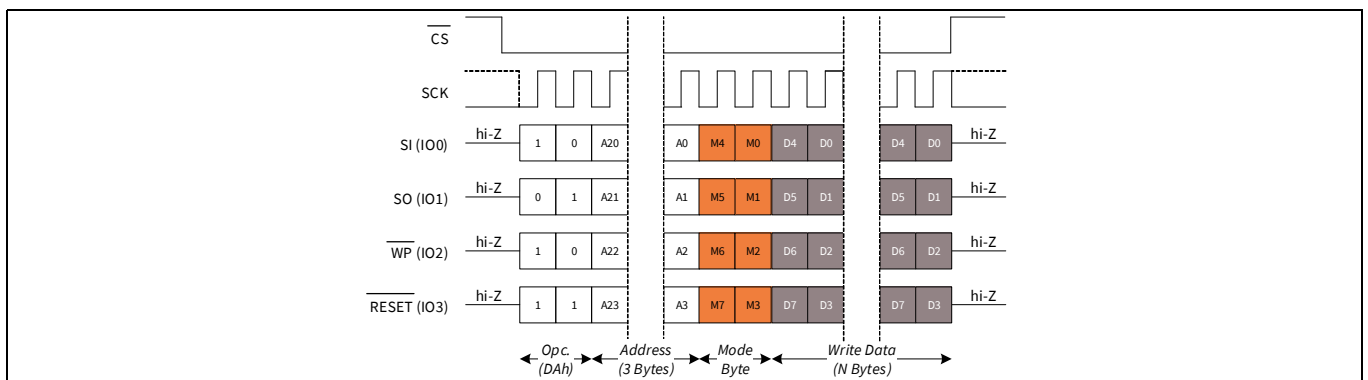 CS
SCK
SI (IO0) hi-Z 1 0 A20 A0 M4 M0 D4 D0 D4 D0 hi-Z
SO (IO1) hi-Z 0 1 A21 A1 M5 M1 D5 D1 D5 D1 hi-Z
WP (IO2) hi-Z 1 0 A22 A2 M6 M2 D6 D2 D6 D2 hi-Z
RESET (IO3) hi-Z 1 1 A23 A3 M7 M3 D7 D3 D7 D3 hi-Z
Opc. Address Mode Write Data
(DAh) (3 Bytes) Byte (N Bytes)